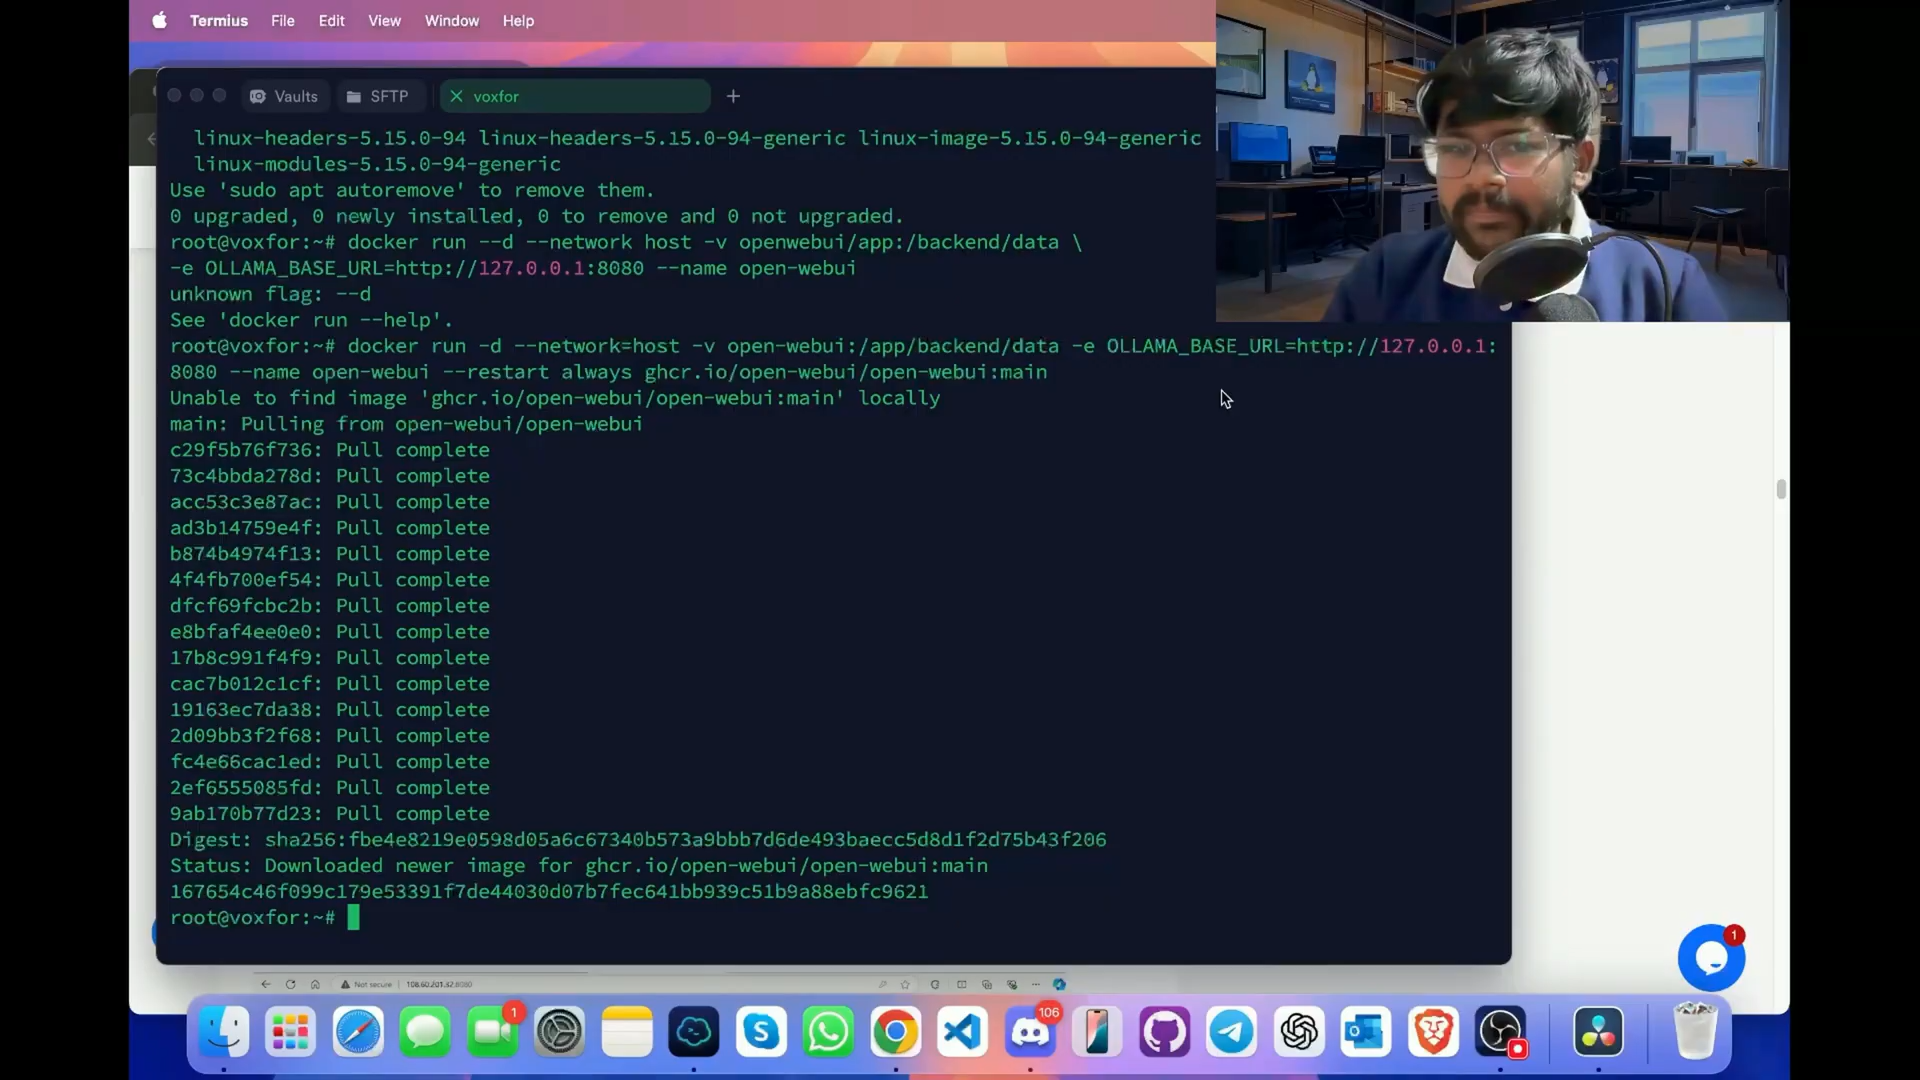 Termius File Edit View Window Help
Vaults SFTP voxfor
linux-headers-5.15.0-94 linux-headers-5.15.0-94-generic linux-image-5.15.0-94-generic
linux-modules-5.15.0-94-generic
Use 'sudo apt autoremove' to remove them.
0 upgraded, 0 newly installed, 0 to remove and 0 not upgraded.
root@voxfor:~# docker run --d --network host -v openwebui/app:/backend/data \
-e OLLAMA_BASE_URL=http://127.0.0.1:8080 --name open-webui
unknown flag: --d
See 'docker run --help'.
root@voxfor:~# docker run -d --network=host -v open-webui:/app/backend/data -e OLLAMA_BASE_URL=http://127.0.0.1:
8080 --name open-webui --restart always ghcr.io/open-webui/open-webui:main
Unable to find image 'ghcr.io/open-webui/open-webui:main' locally
main: Pulling from open-webui/open-webui
c29f5b76f736: Pull complete
73c4bbda278d: Pull complete
acc53c3e87ac: Pull complete
ad3b14759e4f: Pull complete
b874b4974f13: Pull complete
4f4fb700ef54: Pull complete
dfcf69fcbc2b: Pull complete
e8bfaf4ee0e0: Pull complete
17b8c991f4f9: Pull complete
cac7b012c1cf: Pull complete
19163ec7da38: Pull complete
2d09bb3f2f68: Pull complete
fc4e66cac1ed: Pull complete
2ef6555085fd: Pull complete
9ab170b77d23: Pull complete
Digest: sha256:fbe4e8219e0598d05a6c67340b573a9bbb7d6de493baecc5d8d1f2d75b43f206
Status: Downloaded newer image for ghcr.io/open-webui/open-webui:main
167654c46f099c179e53391f7de44030d07b7fec641bb939c51b9a88ebfc9621
root@voxfor:~#
1
Not secure 108.60.201.32:8080
1
106